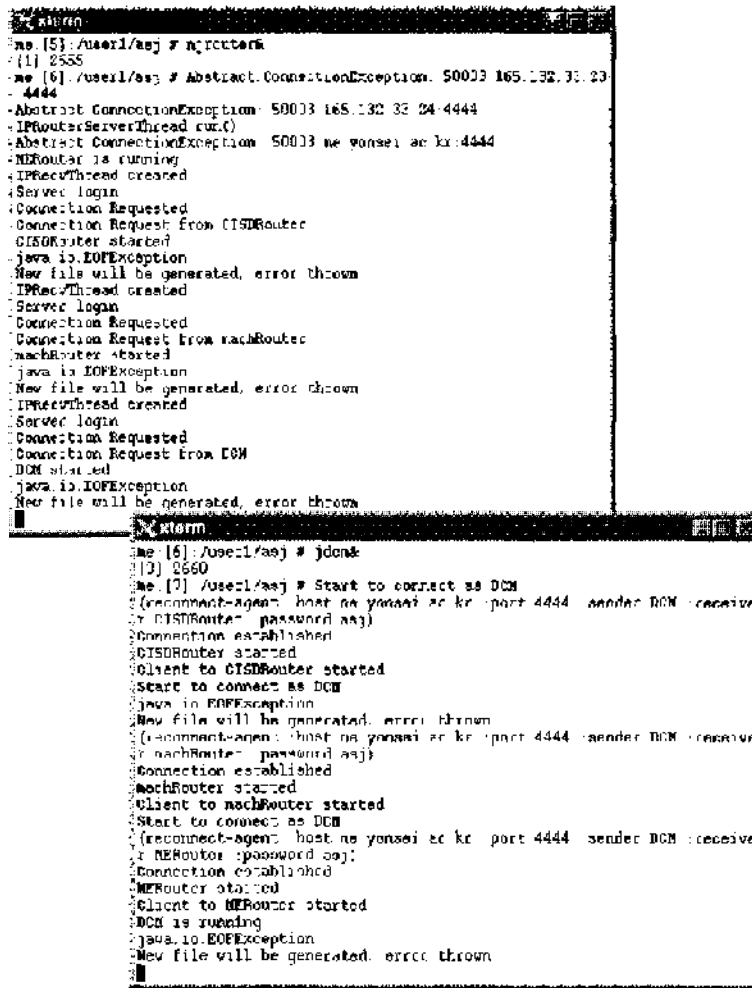 xterm
me [5] /user1/asj # njrouter&
[1] 2555
me [6] /user1/asj # Abstract ConnectionException 50003 165.132.33.23
- 4444
Abstract ConnectionException 50003 165.132 33 24 4444
IPRouterServerThread run()
Abstract ConnectionException 50003 me yonsei ac kr:4444
MERouter is running
IPRecvThread created
Server login
Connection Requested
Connection Request from CISDRouter
CISDRouter started
java io.EOFException
New file will be generated, error thrown
IPRecvThread created
Server login
Connection Requested
Connection Request from machRouter
machRouter started
java io EOFException
New file will be generated, error thrown
IPRecvThread created
Server login
Connection Requested
Connection Request from DCM
DCM started
java.io.EOFException
New file will be generated, error thrown
xterm
me [6] /user1/asj # jdcm&
[3] 2660
me [7] /user1/asj # Start to connect as DCM
(reconnect-agent host me yonsei ac kr port 4444 sender DCM :receive
r CISDRouter password asj)
Connection established
CISDRouter started
Client to CISDRouter started
Start to connect as DCM
java io EOFException
New file will be generated. error thrown
(reconnect-agent :host me yonsei ac kr :port 4444 :sender DCM :receive
r machRouter password asj)
Connection established
machRouter started
Client to machRouter started
Start to connect as DCM
(reconnect-agent host me yonsei ac kr port 4444 sender DCM :receive
r MERouter :password asj)
Connection established
MERouter started
Client to MERouter started
DCM is running
java.io.EOFException
New file will be generated. error thrown